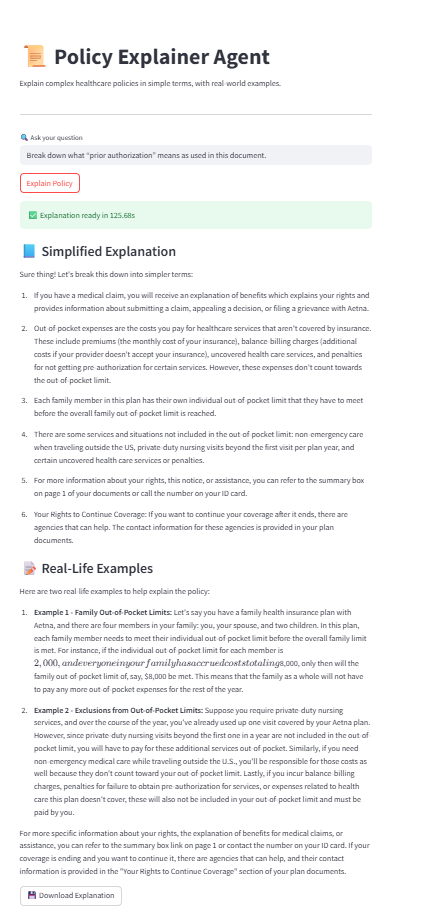 📜 Policy Explainer Agent
Explain complex healthcare policies in simple terms, with real-world examples.
🔍 Ask your question
Break down what "prior authorization" means as used in this document.
Explain Policy
✅ Explanation ready in 125.68s
📘 Simplified Explanation
Sure thing! Let's break this down into simpler terms:
1. If you have a medical claim, you will receive an explanation of benefits which explains your rights and
provides information about submitting a claim, appealing a decision, or filing a grievance with Aetna.
2. Out-of-pocket expenses are the costs you pay for healthcare services that aren't covered by insurance.
These include premiums (the monthly cost of your insurance), balance-billing charges (additional
costs if your provider doesn't accept your insurance), uncovered health care services, and penalties
for not getting pre-authorization for certain services. However, these expenses don't count towards
the out-of-pocket limit.
3. Each family member in this plan has their own individual out-of-pocket limit that they have to meet
before the overall family out-of-pocket limit is reached.
4. There are some services and situations not included in the out-of-pocket limit: non-emergency care
when traveling outside the US, private-duty nursing visits beyond the first visit per plan year, and
certain uncovered health care services or penalties.
5. For more information about your rights, this notice, or assistance, you can refer to the summary box
on page 1 of your documents or call the number on your ID card.
6. Your Rights to Continue Coverage: If you want to continue your coverage after it ends, there are
agencies that can help. The contact information for these agencies is provided in your plan
documents.
📝 Real-Life Examples
Here are two real-life examples to help explain the policy:
1. Example 1 - Family Out-of-Pocket Limits: Let's say you have a family health insurance plan with
Aetna, and there are four members in your family: you, your spouse, and two children. In this plan,
each family member needs to meet their individual out-of-pocket limit before the overall family limit
is reached. For instance, if the individual out-of-pocket limit for each member is
2,000,andeveryoneinyourfamilyhasaccruedcoststotaling8,000, only then will the
family out-of-pocket limit of, say, $8,000 be met. This means that the family as a whole will not have
to pay any more out-of-pocket expenses for the rest of the year.
2. Example 2 - Exclusions from Out-of-Pocket Limits: Suppose you require private-duty nursing
services, and over the course of the year, you've already used up one visit covered by your Aetna plan.
However, since private-duty nursing visits beyond the first one in a year are not included in the out-of-
pocket limit, you will have to pay for these additional services out-of-pocket. Similarly, if you need
non-emergency medical care while traveling outside the U.S., you'll be responsible for those costs as
well because they don't count toward your out-of-pocket limit. Lastly, if you incur balance-billing
charges, penalties for failure to obtain pre-authorization for services, or expenses related to health
care this plan doesn't cover, these will also not be included in your out-of-pocket limit and must be
paid by you.
For more specific information about your rights, the explanation of benefits for medical claims, or
assistance, you can refer to the summary box link on page 1 or contact the number on your ID card. If your
coverage is ending and you want to continue it, there are agencies that can help, and their contact
information is provided in the "Your Rights to Continue Coverage" section of your plan documents.
💾 Download Explanation